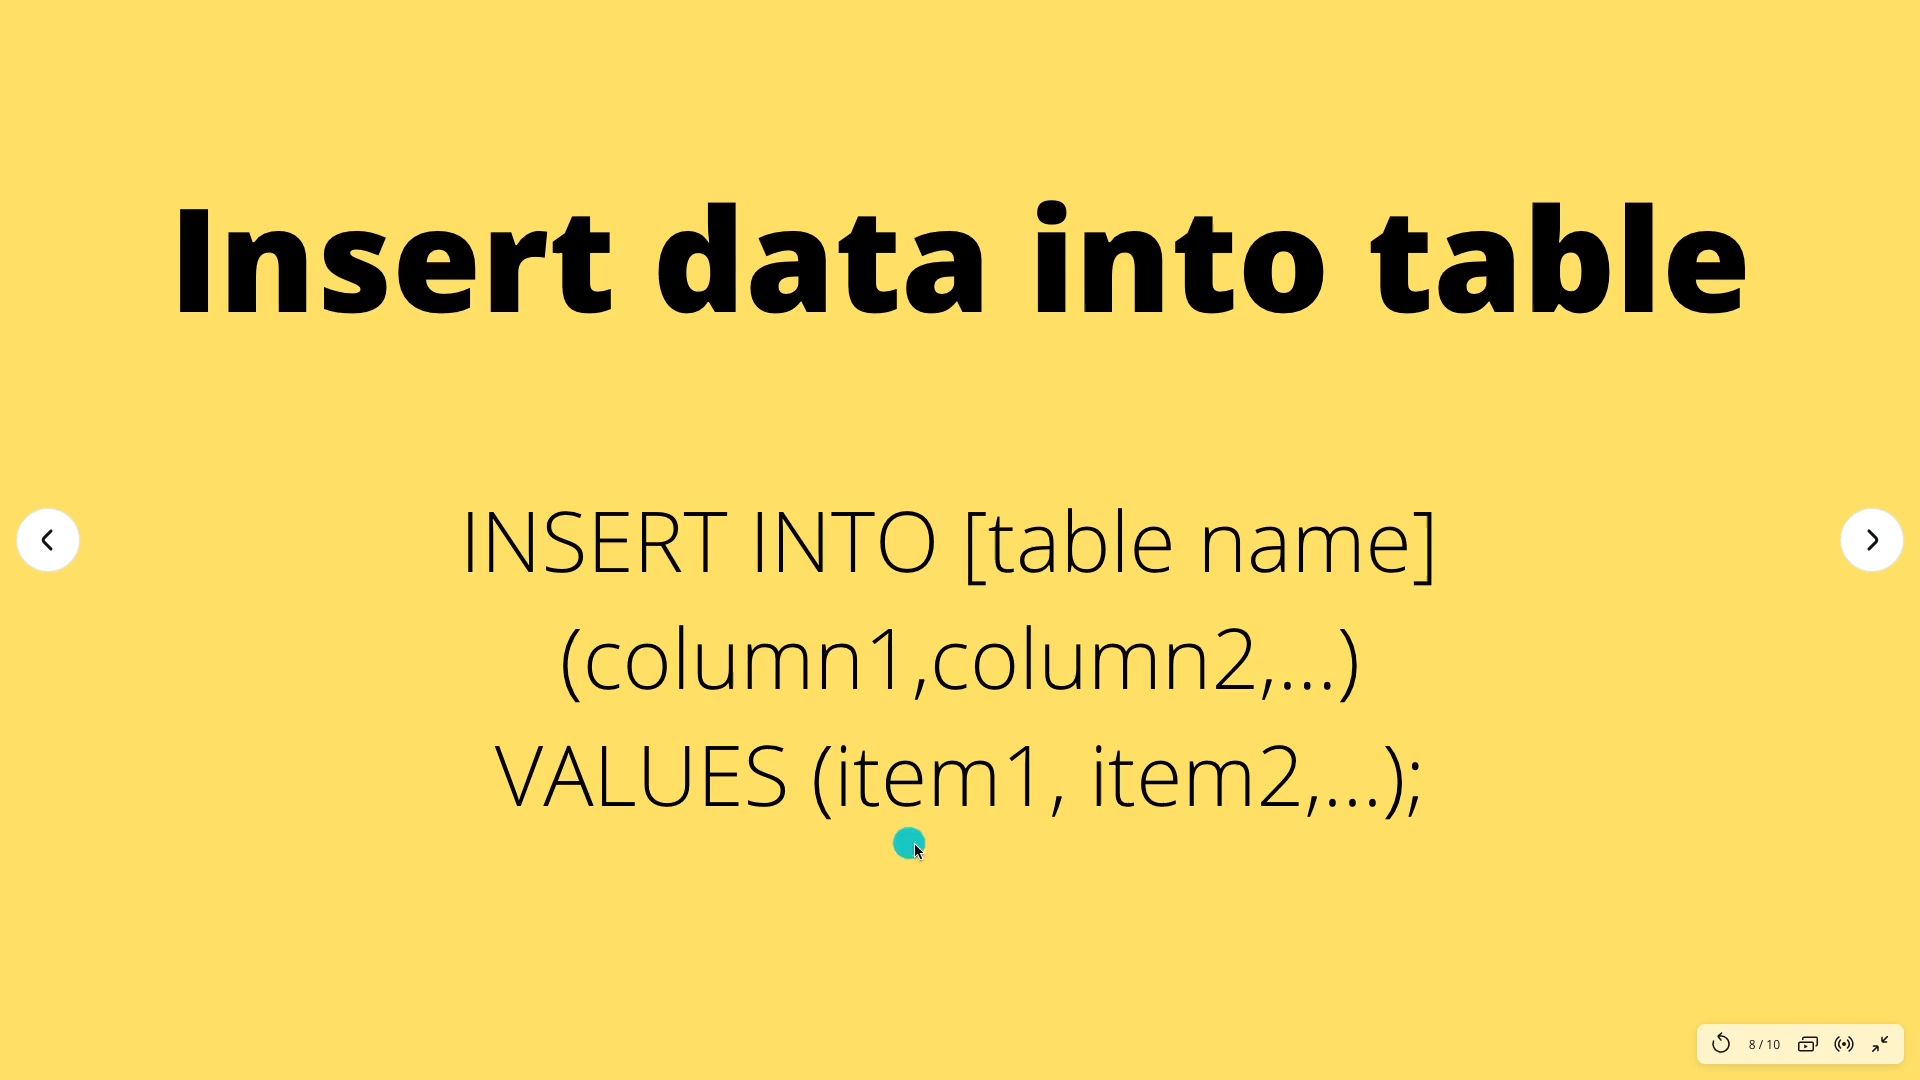 Insert data into table
INSERT INTO [table name]
(column1,column2,...)
VALUES (item1, item2,...);
8 / 10